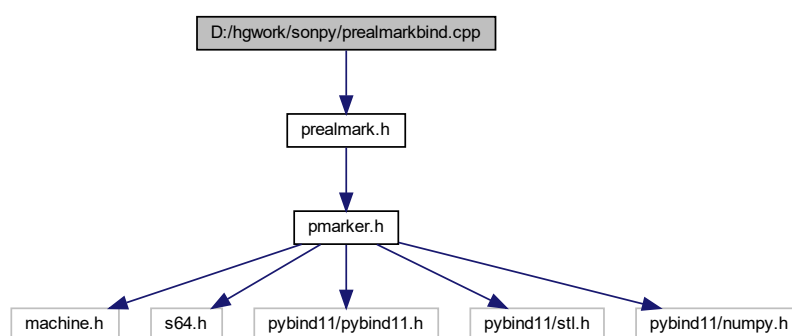 D:/hgwork/sonpy/prealmarkbind.cpp
prealmark.h
pmarker.h
machine.h
s64.h
pybind11/pybind11.h
pybind11/stl.h
pybind11/numpy.h